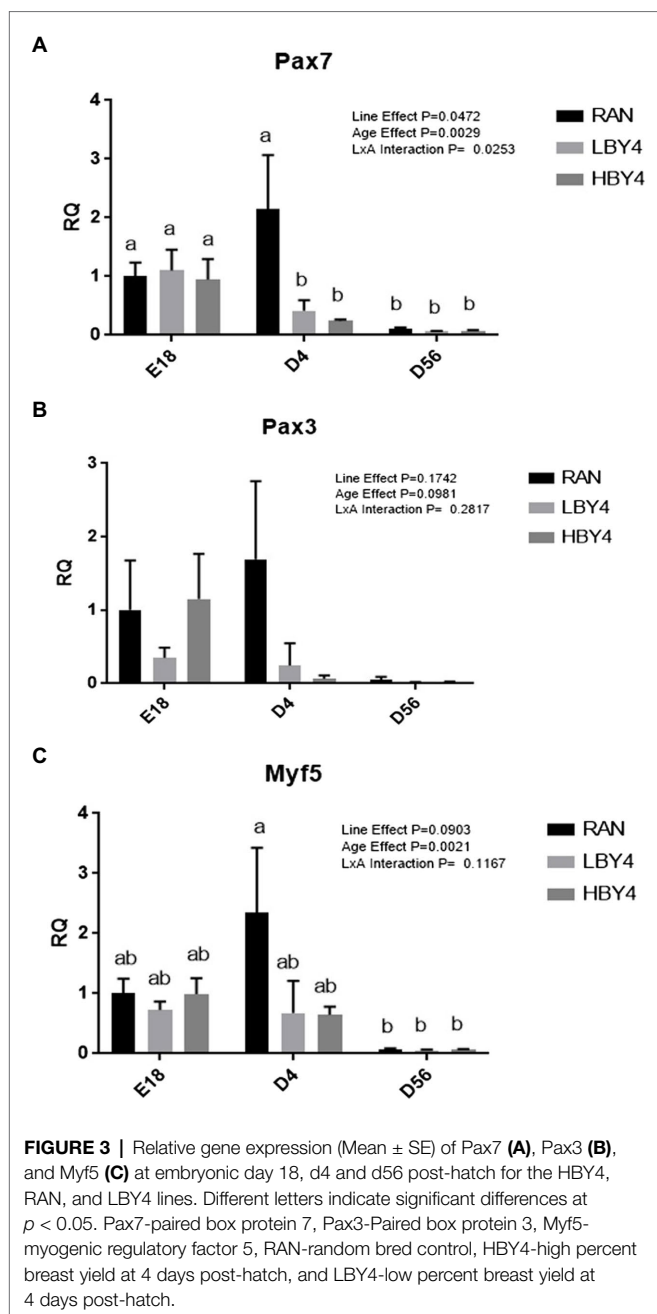 A
Pax7
Line Effect P=0.0472
Age Effect P=0.0029
LxA Interaction P= 0.0253
RAN
LBY4
HBY4
RQ
4
3
2
1
0
a
a
a
a
b
b
b
b
b
E18
D4
D56
B
Pax3
Line Effect P=0.1742
Age Effect P=0.0981
LxA Interaction P= 0.2817
RAN
LBY4
HBY4
RQ
3
2
1
0
E18
D4
D56
C
Myf5
Line Effect P=0.0903
Age Effect P=0.0021
LxA Interaction P= 0.1167
RAN
LBY4
HBY4
RQ
4
3
2
1
0
ab
ab
ab
a
ab
ab
b
b
b
E18
D4
D56
FIGURE 3 | Relative gene expression (Mean ± SE) of Pax7 (A), Pax3 (B),
and Myf5 (C) at embryonic day 18, d4 and d56 post-hatch for the HBY4,
RAN, and LBY4 lines. Different letters indicate significant differences at
p < 0.05. Pax7-paired box protein 7, Pax3-Paired box protein 3, Myf5-
myogenic regulatory factor 5, RAN-random bred control, HBY4-high percent
breast yield at 4 days post-hatch, and LBY4-low percent breast yield at
4 days post-hatch.